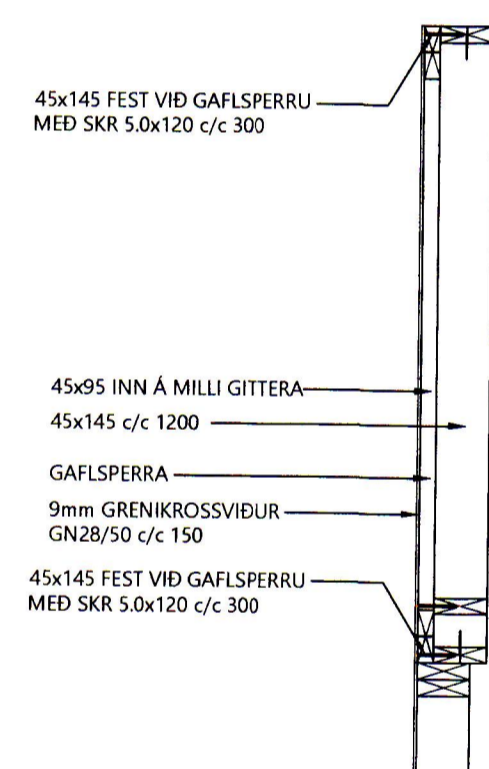 45x145 FEST VIÐ GAFLSPERRU
MEÐ SKR 5.0x120 c/c 300
45x95 INN Á MILLI GITTERA
45x145 c/c 1200
GAFLSPERRA
9mm GRENIKROSSVIÐUR
GN28/50 c/c 150
45x145 FEST VIÐ GAFLSPERRU
MEÐ SKR 5.0x120 c/c 300